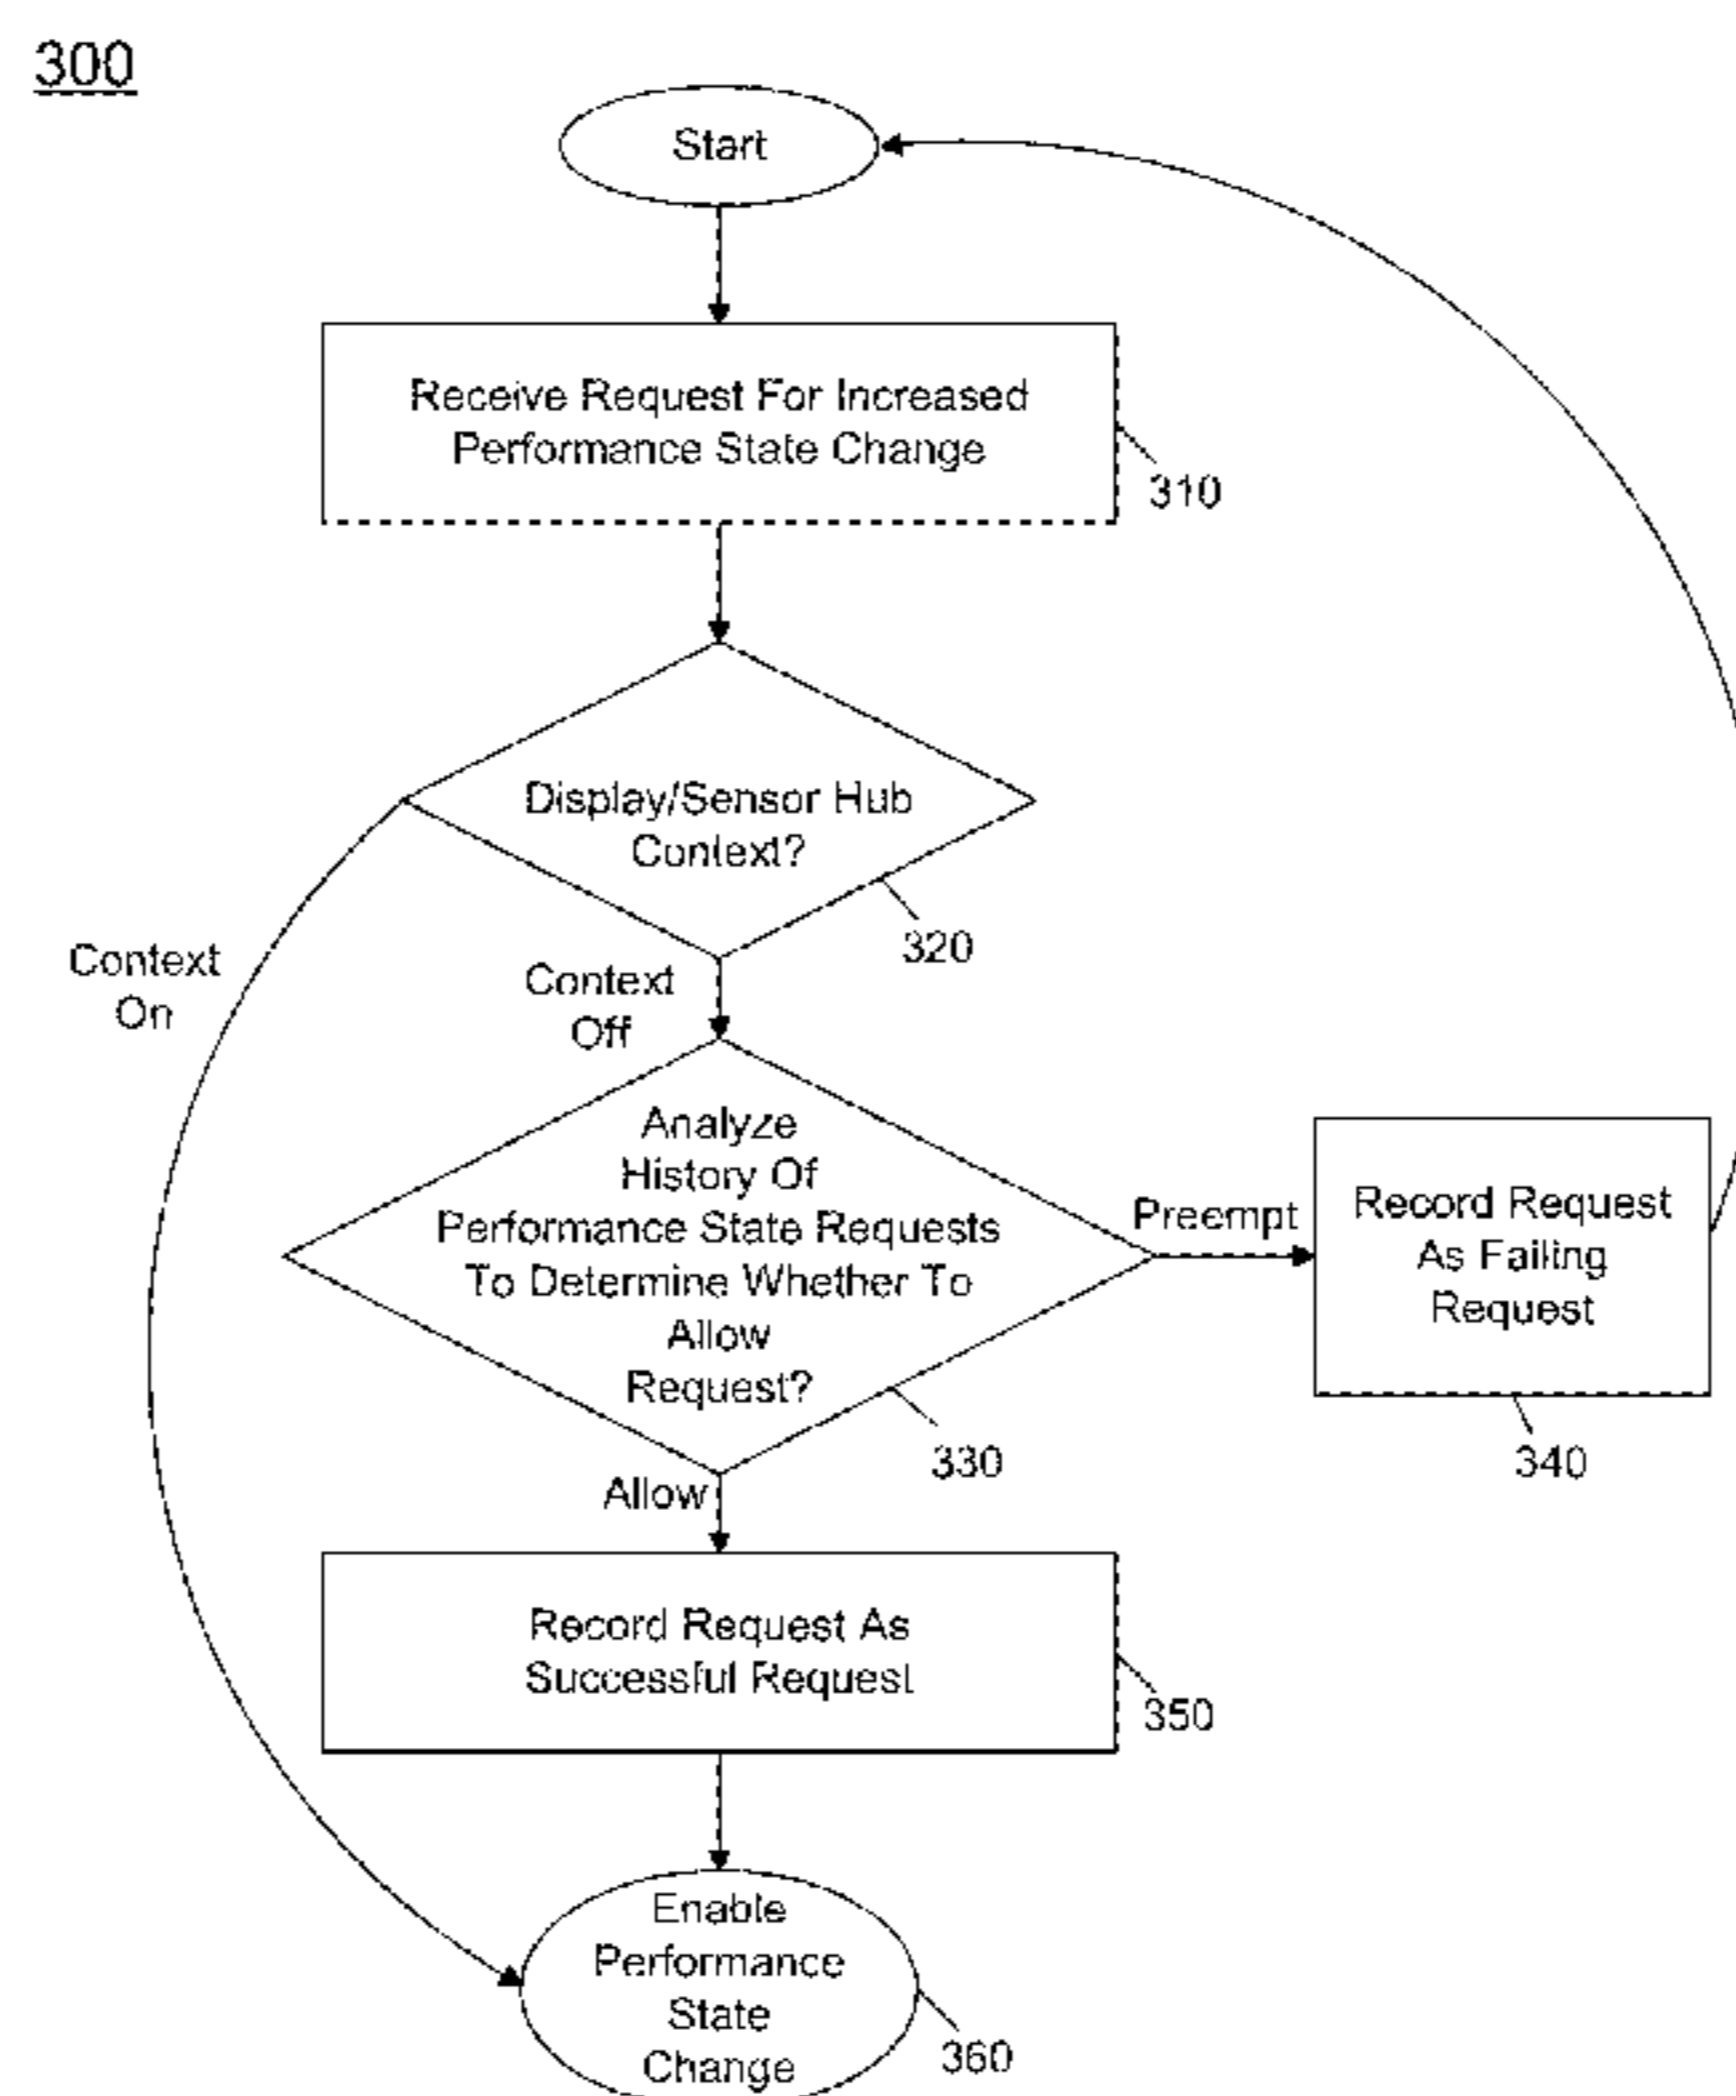 300
Start
Receive Request For Increased
Performance State Change
310
Display/Sensor Hub
Context?
320
Context
On
Context
Off
Analyze
History Of
Performance State Requests
To Determine Whether To
Allow
Request?
330
Preempt
Record Request
As Failing
Request
340
Allow
Record Request As
Successful Request
350
Enable
Performance
State
Change
360